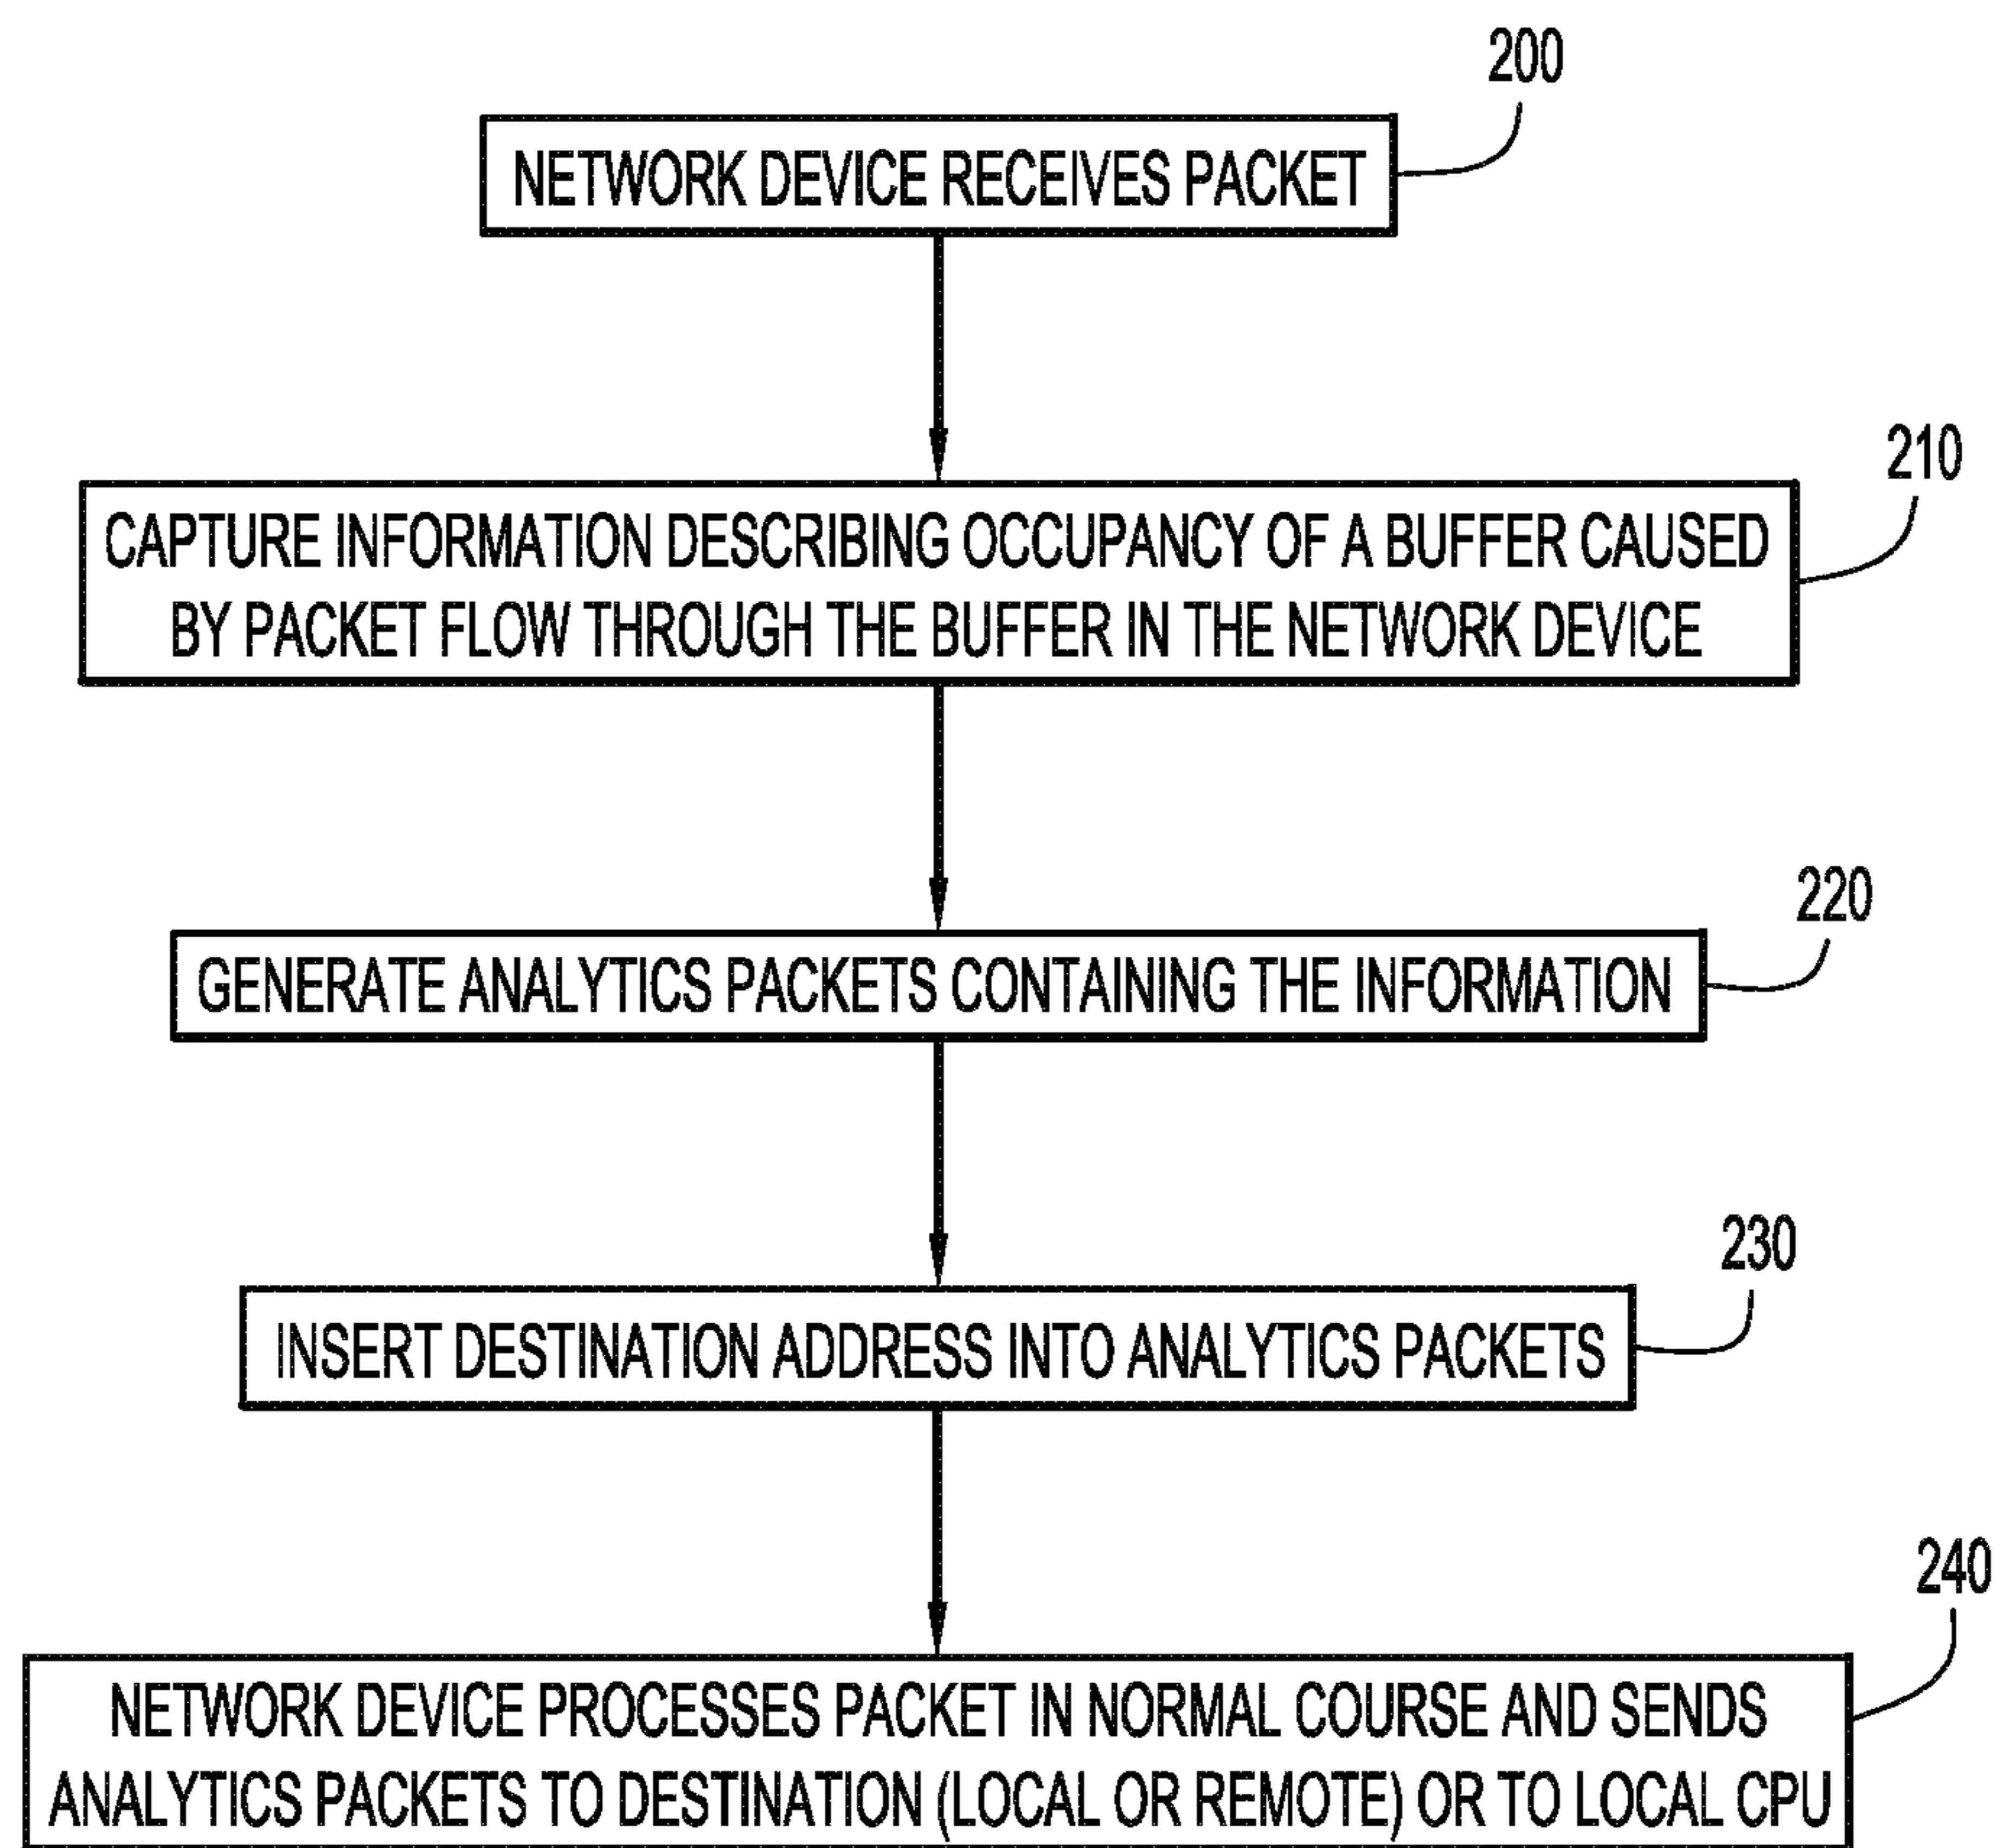 200
NETWORK DEVICE RECEIVES PACKET
210
CAPTURE INFORMATION DESCRIBING OCCUPANCY OF A BUFFER CAUSED
BY PACKET FLOW THROUGH THE BUFFER IN THE NETWORK DEVICE
220
GENERATE ANALYTICS PACKETS CONTAINING THE INFORMATION
230
INSERT DESTINATION ADDRESS INTO ANALYTICS PACKETS
240
NETWORK DEVICE PROCESSES PACKET IN NORMAL COURSE AND SENDS
ANALYTICS PACKETS TO DESTINATION (LOCAL OR REMOTE) OR TO LOCAL CPU